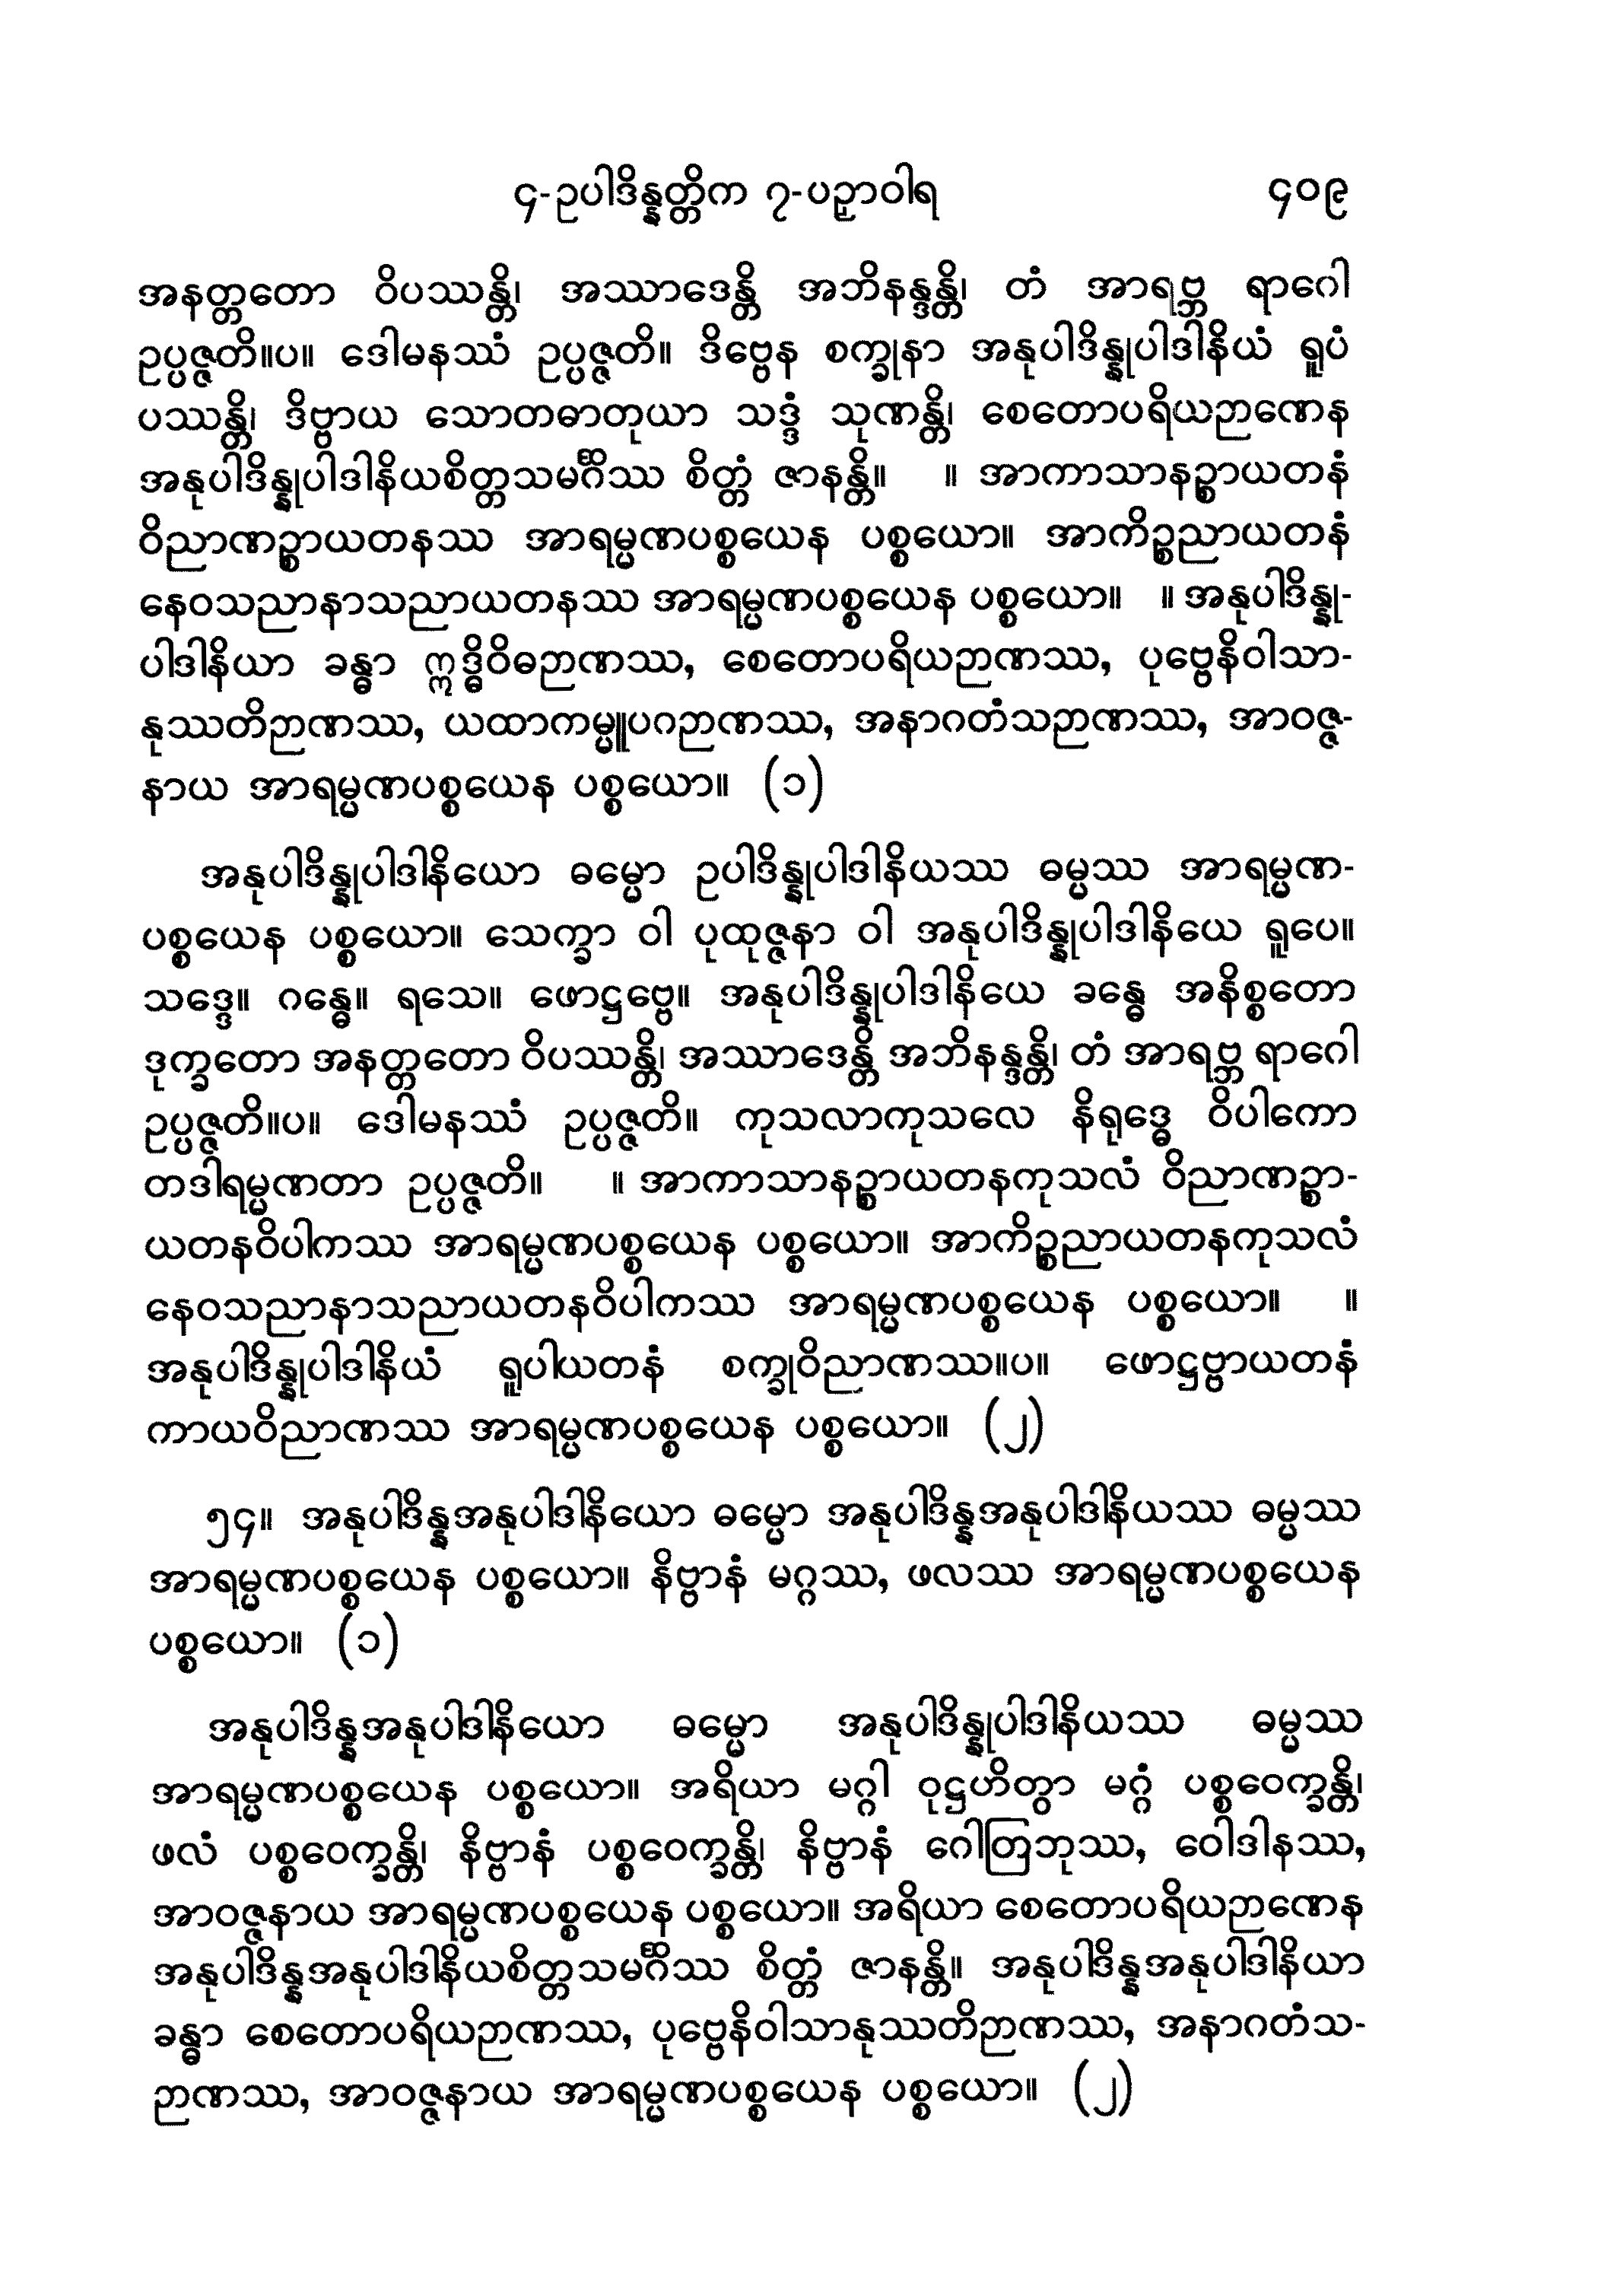 ၄-ဥပါဒိန္နတ္တိက ၇-ပဉှာဝါရ ၄၀၉
အနတ္တတော ဝိပဿန္တိ၊ အဿာဒေန္တိ အဘိနန္ဒန္တိ၊ တံ အာရဗ္ဘ ရာဂေါ
ဥပ္ပဇ္ဇတိ။ပ။ ဒေါမနဿံ ဥပ္ပဇ္ဇတိ။ ဒိဗ္ဗေန စက္ခုနာ အနုပါဒိန္နုပါဒါနိယံ ရူပံ
ပဿန္တိ၊ ဒိဗ္ဗာယ သောတဓာတုယာ သဒ္ဒံ သုဏန္တိ၊ စေတောပရိယဉာဏေန
အနုပါဒိန္နုပါဒါနိယစိတ္တသမင်္ဂိဿ စိတ္တံ ဇာနန္တိ။ ။ အာကာသာနဉ္စာယတနံ
ဝိညာဏဉ္စာယတနဿ အာရမ္မဏပစ္စယေန ပစ္စယော။ အာကိဉ္စညာယတနံ
နေဝသညာနာသညာယတနဿ အာရမ္မဏပစ္စယေန ပစ္စယော။ ။ အနုပါဒိန္နု-
ပါဒါနိယာ ခန္ဓာ ဣဒ္ဓိဝိဓဉာဏဿ, စေတောပရိယဉာဏဿ, ပုဗ္ဗေနိဝါသာ-
နုဿတိဉာဏဿ, ယထာကမ္မူပဂဉာဏဿ, အနာဂတံသဉာဏဿ, အာဝဇ္ဇ-
နာယ အာရမ္မဏပစ္စယေန ပစ္စယော။ (၁)
အနုပါဒိန္နုပါဒါနိယော ဓမ္မော ဥပါဒိန္နုပါဒါနိယဿ ဓမ္မဿ အာရမ္မဏ-
ပစ္စယေန ပစ္စယော။ သေက္ခာ ဝါ ပုထုဇ္ဇနာ ဝါ အနုပါဒိန္နုပါဒါနိယေ ရူပေ။
သဒ္ဒေ။ ဂန္ဓေ။ ရသေ။ ဖောဋ္ဌဗ္ဗေ။ အနုပါဒိန္နုပါဒါနိယေ ခန္ဓေ အနိစ္စတော
ဒုက္ခတော အနတ္တတော ဝိပဿန္တိ၊ အဿာဒေန္တိ အဘိနန္ဒန္တိ၊ တံ အာရဗ္ဘ ရာဂေါ
ဥပ္ပဇ္ဇတိ။ပ။ ဒေါမနဿံ ဥပ္ပဇ္ဇတိ။ ကုသလာကုသလေ နိရုဒ္ဓေ ဝိပါကော
တဒါရမ္မဏတာ ဥပ္ပဇ္ဇတိ။ ။ အာကာသာနဉ္စာယတနကုသလံ ဝိညာဏဉ္စာ-
ယတနဝိပါကဿ အာရမ္မဏပစ္စယေန ပစ္စယော။ အာကိဉ္စညာယတနကုသလံ
နေဝသညာနာသညာယတနဝိပါကဿ အာရမ္မဏပစ္စယေန ပစ္စယော။ ။
အနုပါဒိန္နုပါဒါနိယံ ရူပါယတနံ စက္ခုဝိညာဏဿ။ပ။ ဖောဋ္ဌဗ္ဗာယတနံ
ကာယဝိညာဏဿ အာရမ္မဏပစ္စယေန ပစ္စယော။ (၂)
၅၄။ အနုပါဒိန္နအနုပါဒါနိယော ဓမ္မော အနုပါဒိန္နအနုပါဒါနိယဿ ဓမ္မဿ
အာရမ္မဏပစ္စယေန ပစ္စယော။ နိဗ္ဗာနံ မဂ္ဂဿ, ဖလဿ အာရမ္မဏပစ္စယေန
ပစ္စယော။ (၁)
အနုပါဒိန္နအနုပါဒါနိယော ဓမ္မော အနုပါဒိန္နုပါဒါနိယဿ ဓမ္မဿ
အာရမ္မဏပစ္စယေန ပစ္စယော။ အရိယာ မဂ္ဂါ ဝုဋ္ဌဟိတွာ မဂ္ဂံ ပစ္စဝေက္ခန္တိ၊
ဖလံ ပစ္စဝေက္ခန္တိ၊ နိဗ္ဗာနံ ပစ္စဝေက္ခန္တိ၊ နိဗ္ဗာနံ ဂေါတြဘုဿ, ဝေါဒါနဿ,
အာဝဇ္ဇနာယ အာရမ္မဏပစ္စယေန ပစ္စယော။ အရိယာ စေတောပရိယဉာဏေန
အနုပါဒိန္နအနုပါဒါနိယစိတ္တသမင်္ဂိဿ စိတ္တံ ဇာနန္တိ။ အနုပါဒိန္နအနုပါဒါနိယာ
ခန္ဓာ စေတောပရိယဉာဏဿ, ပုဗ္ဗေနိဝါသာနုဿတိဉာဏဿ, အနာဂတံသ-
ဉာဏဿ, အာဝဇ္ဇနာယ အာရမ္မဏပစ္စယေန ပစ္စယော။ (၂)